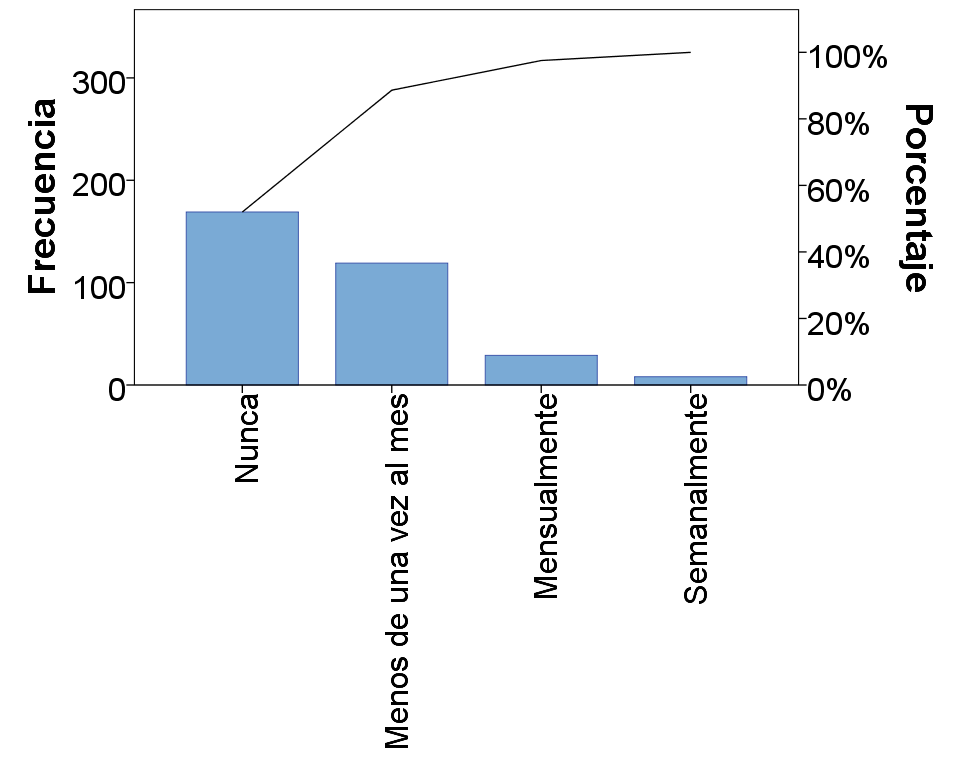 Frecuencia
300
200
100
0
100%
80%
60%
40%
20%
0%
Porcentaje
Nunca
Menos de una vez al mes
Mensualmente
Semanalmente